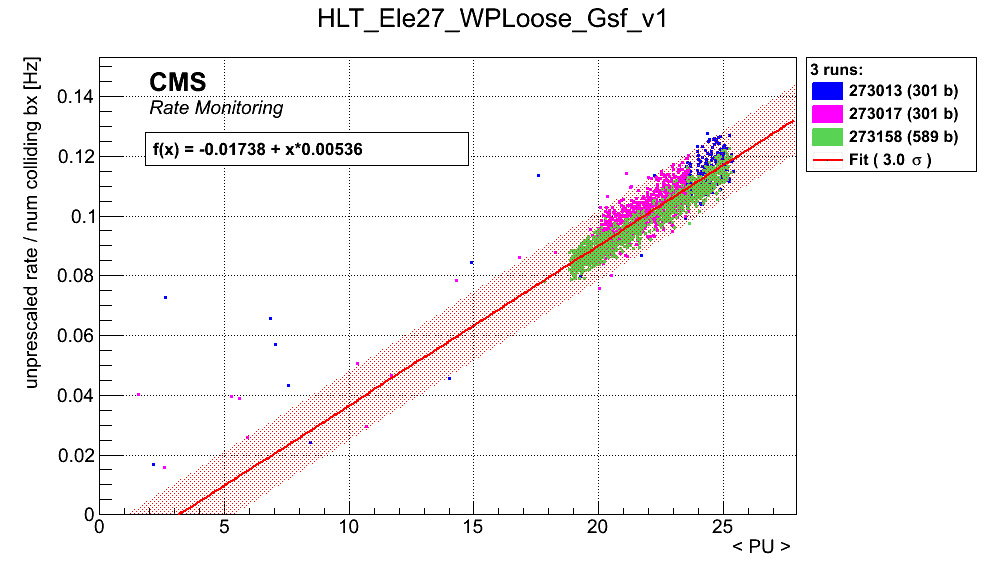 HLT_Ele27_WPLoose_Gsf_v1
unprescaled rate / num colliding bx [Hz]
CMS
Rate Monitoring
f(x) = -0.01738 + x*0.00536
0.14
0.12
0.1
0.08
0.06
0.04
0.02
0
0 5 10 15 20 25
< PU >
3 runs:
273013 (301 b)
273017 (301 b)
273158 (589 b)
Fit ( 3.0 σ )